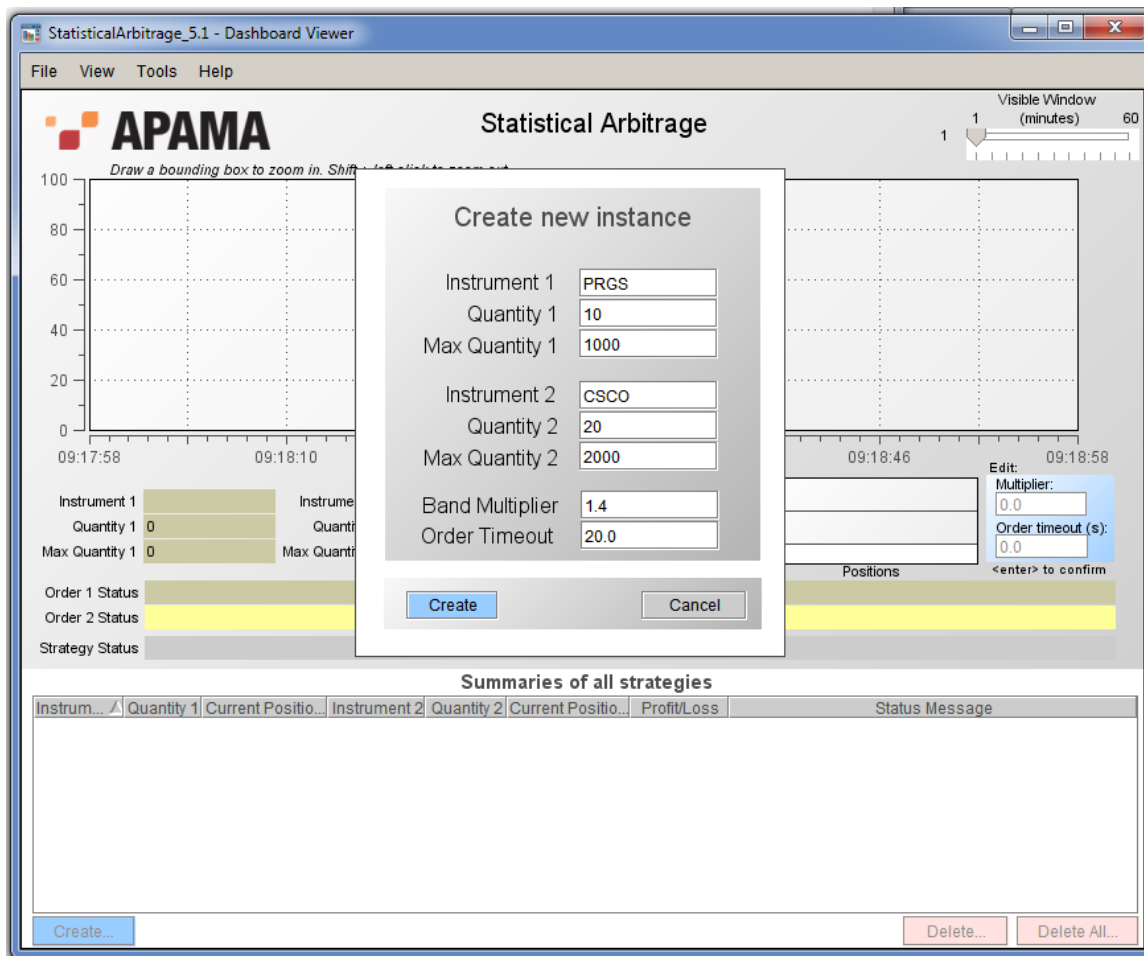 StatisticalArbitrage_5.1 - Dashboard Viewer
File View Tools Help
APAMA
Statistical Arbitrage
Visible Window
(minutes)
1 1 60
Draw a bounding box to zoom in. Shift
100
80
60
40
20
0
09:17:58 09:18:10 09:18:46 09:18:58
Create new instance
Instrument 1 PRGS
Quantity 1 10
Max Quantity 1 1000
Instrument 2 CSCO
Quantity 2 20
Max Quantity 2 2000
Band Multiplier 1.4
Order Timeout 20.0
Create Cancel
Instrument 1 Instrume
Quantity 1 0 Quanti
Max Quantity 1 0 Max Quanti
Positions
Edit:
Multiplier:
0.0
Order timeout (s):
0.0
<enter> to confirm
Order 1 Status
Order 2 Status
Strategy Status
Summaries of all strategies
Instrum... Quantity 1 Current Positio... Instrument 2 Quantity 2 Current Positio... Profit/Loss Status Message
Create... Delete... Delete All...